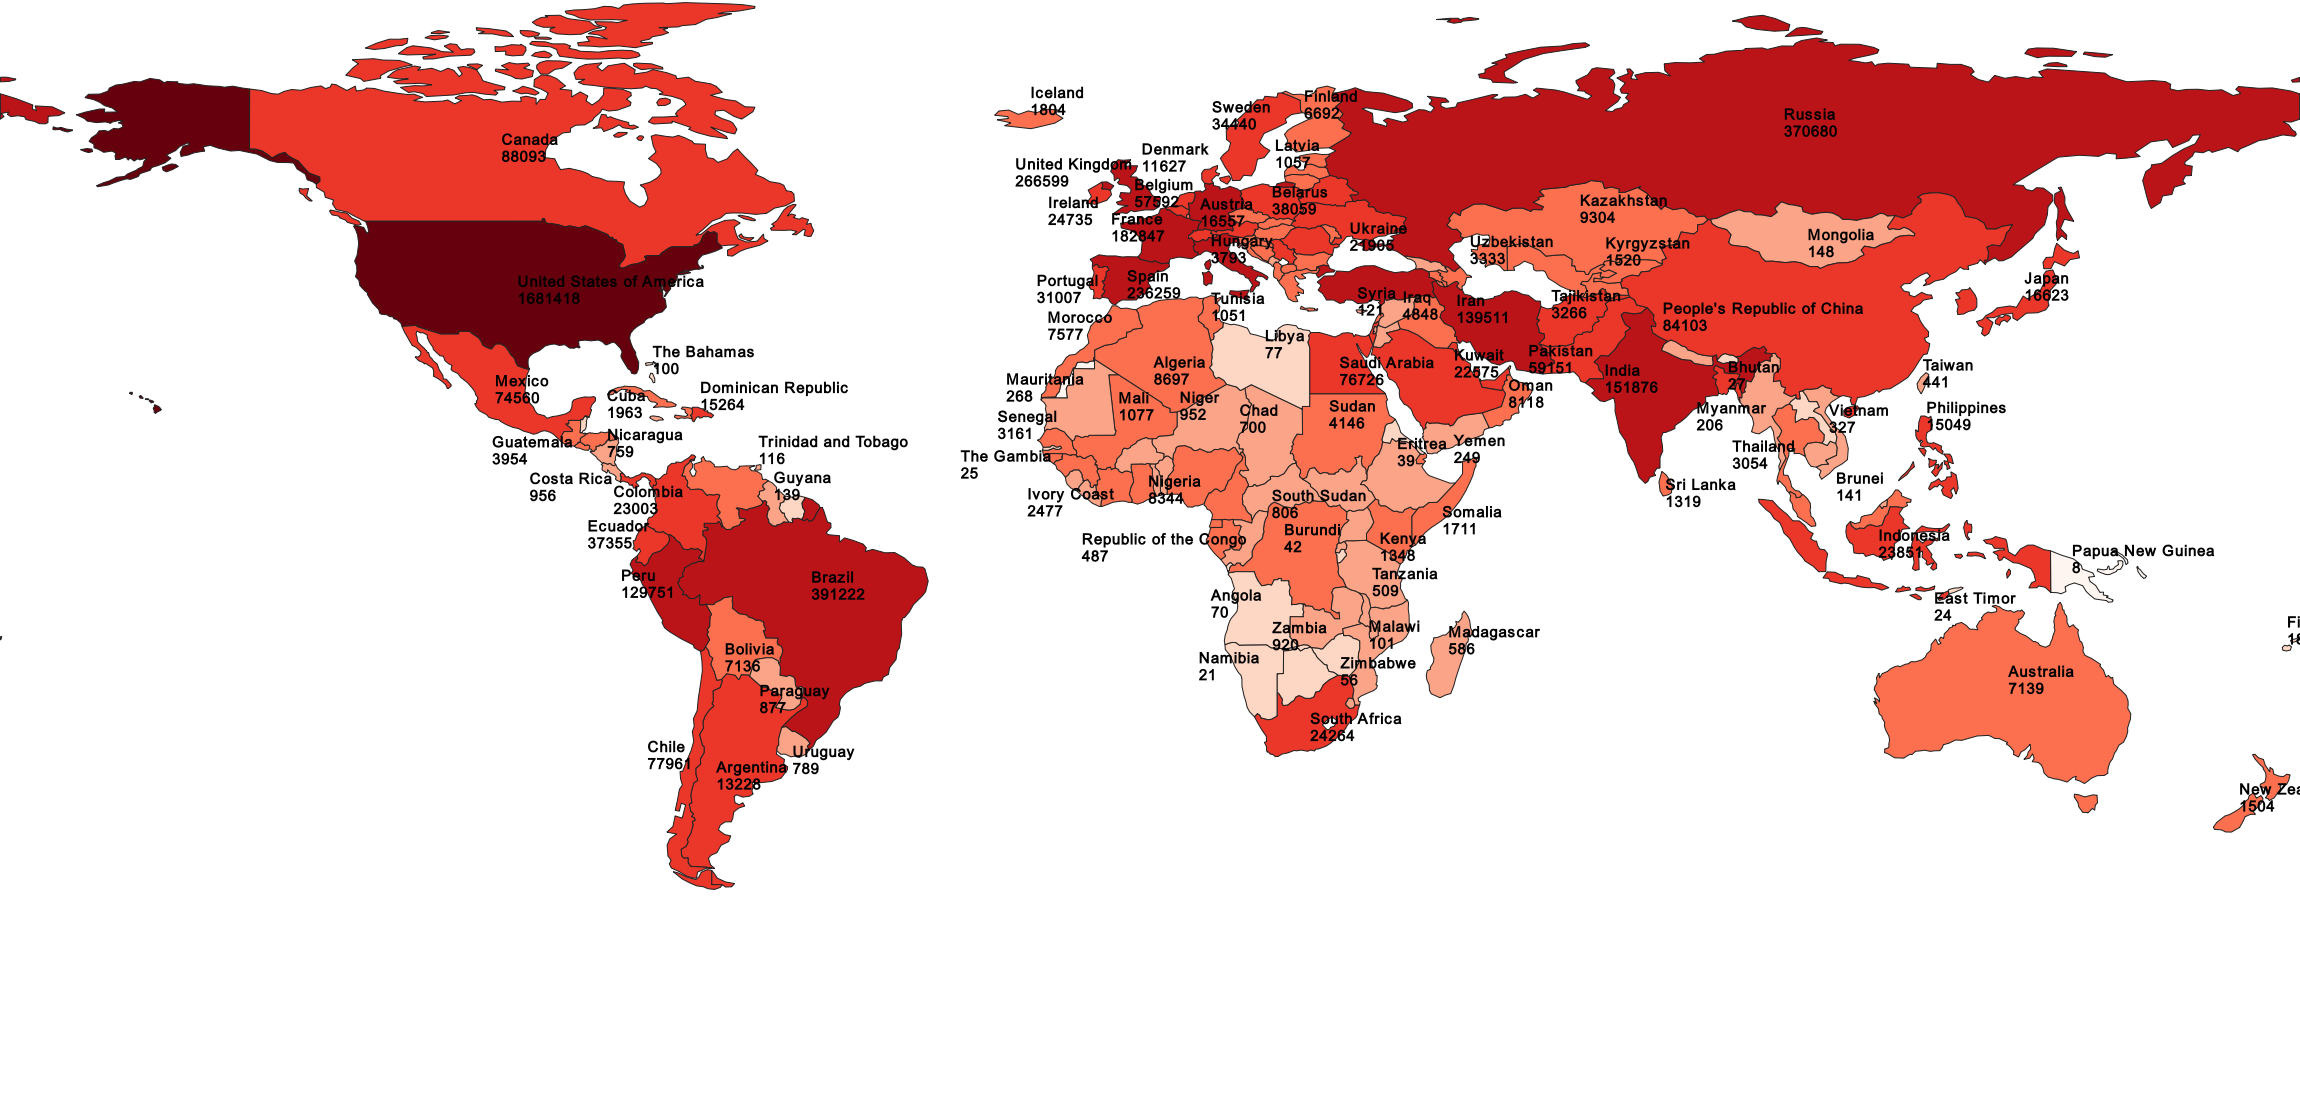 Iceland
1804
Sweden
34440
Finland
6692
Russia
370680
Canada
88093
Denmark
11627
Latvia
1057
United Kingdom
266599
Belgium
57592
Ireland
24735
Austria
16557
Belarus
38059
France
182847
Ukraine
21905
Hungary
3793
Kazakhstan
9304
Uzbekistan
3333
Kyrgyzstan
1520
Mongolia
148
United States of America
1681418
Portugal
31007
Spain
236259
Tunisia
1051
Syria
121
Iraq
4848
Iran
139511
Tajikistan
3266
People's Republic of China
84103
Japan
16623
Morocco
7577
Libya
77
The Bahamas
100
Algeria
8697
Saudi Arabia
76726
Kuwait
22575
Pakistan
59151
India
151876
Bhutan
27
Taiwan
441
Mexico
74560
Cuba
1963
Dominican Republic
15264
Mauritania
268
Mali
1077
Niger
952
Chad
700
Sudan
4146
Oman
8118
Myanmar
206
Vietnam
327
Philippines
15049
Senegal
3161
Guatemala
3954
Nicaragua
759
Trinidad and Tobago
116
The Gambia
25
Eritrea
39
Yemen
249
Thailand
3054
Costa Rica
956
Guyana
139
Colombia
23003
Ivory Coast
2477
Nigeria
8344
South Sudan
806
Sri Lanka
1319
Brunei
141
Ecuador
37355
Republic of the Congo
487
Burundi
42
Kenya
1348
Somalia
1711
Indonesia
23851
Papua New Guinea
8
Peru
129751
Brazil
391222
Tanzania
509
Angola
70
East Timor
24
Zambia
920
Malawi
101
Madagascar
586
Fi
18
Bolivia
7136
Namibia
21
Zimbabwe
56
Australia
7139
Paraguay
877
South Africa
24264
Chile
77961
Uruguay
789
Argentina
13228
New Zea
1504